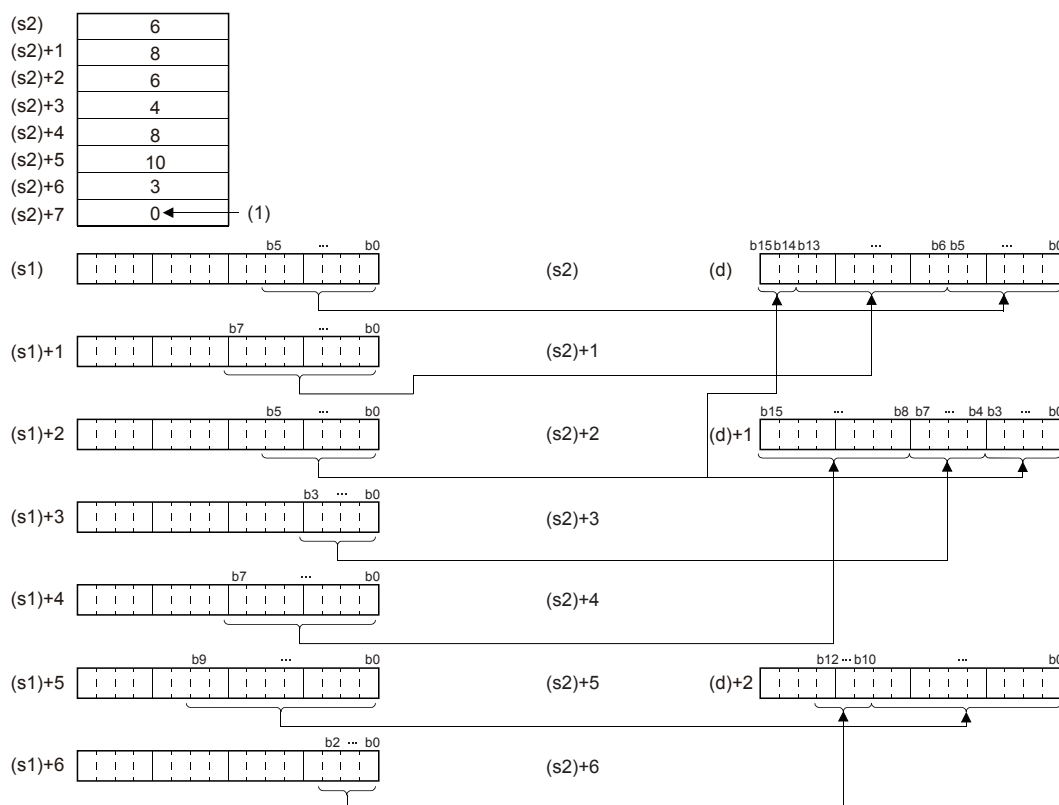 (s2) 6
(s2)+1 8
(s2)+2 6
(s2)+3 4
(s2)+4 8
(s2)+5 10
(s2)+6 3
(s2)+7 0 (1)
b5 ... b0 b15 b14 b13 ... b6 b5 ... b0
(s1) (s2) (d)
b7 ... b0
(s1)+1 (s2)+1
b5 ... b0 b15 ... b8 b7 ... b4 b3 ... b0
(s1)+2 (s2)+2 (d)+1
b3 ... b0
(s1)+3 (s2)+3
b7 ... b0
(s1)+4 (s2)+4
b9 ... b0 b12 ... b10 ... b0
(s1)+5 (s2)+5 (d)+2
b2 ... b0
(s1)+6 (s2)+6